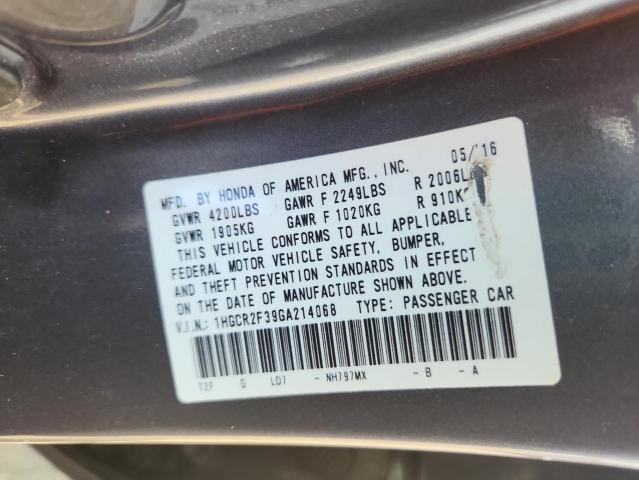 MFD. BY HONDA OF AMERICA MFG., INC. 05/16
GVWR 4200LBS GAWR F 2249LBS R 2006L
GVWR 1905KG GAWR F 1020KG R 910K
THIS VEHICLE CONFORMS TO ALL APPLICABLE
FEDERAL MOTOR VEHICLE SAFETY, BUMPER,
AND THEFT PREVENTION STANDARDS IN EFFECT
ON THE DATE OF MANUFACTURE SHOWN ABOVE.
V.I.N.: 1HGCR2F39GA214068 TYPE: PASSENGER CAR
T2F G LD7 - NH797MX - B - A